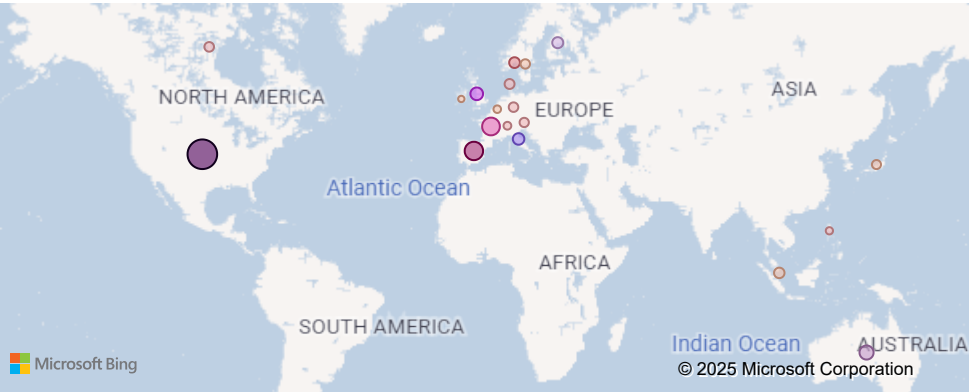 ASIA
NORTH AMERICA
EUROPE
Atlantic Ocean
AFRICA
SOUTH AMERICA
Indian Ocean
AUSTRALIA
Microsoft Bing
© 2025 Microsoft Corporation